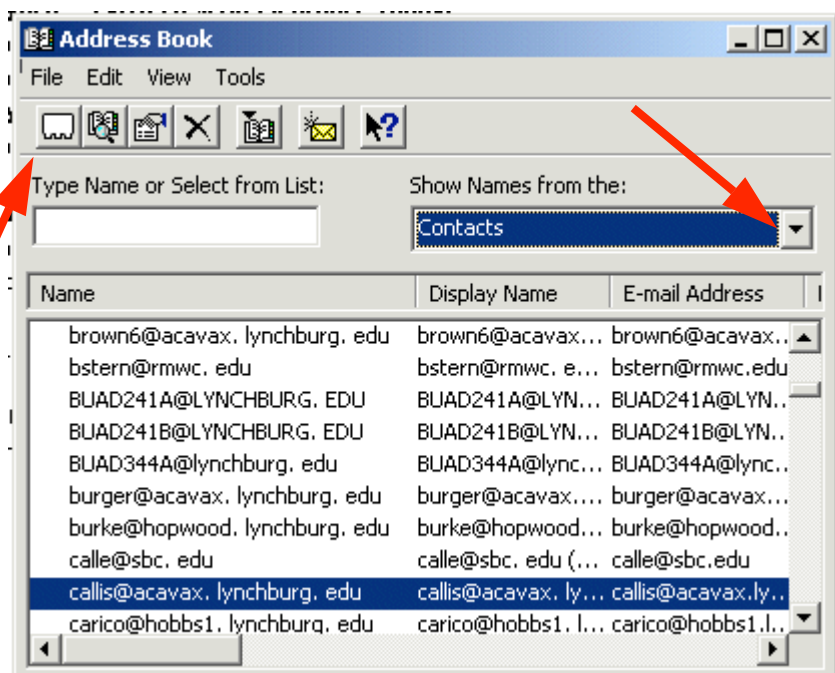 Address Book
File Edit View Tools
Type Name or Select from List: Show Names from the:
Contacts
Name Display Name E-mail Address
brown6@acavax. lynchburg. edu brown6@acavax... brown6@acavax..
bstern@rmwc. edu bstern@rmwc. e... bstern@rmwc.edu
BUAD241A@LYNCHBURG. EDU BUAD241A@LYN... BUAD241A@LYN..
BUAD241B@LYNCHBURG. EDU BUAD241B@LYN... BUAD241B@LYN..
BUAD344A@lynchburg. edu BUAD344A@lync... BUAD344A@lync..
burger@acavax. lynchburg. edu burger@acavax.... burger@acavax...
burke@hopwood. lynchburg. edu burke@hopwood... burke@hopwood..
calle@sbc. edu calle@sbc. edu (... calle@sbc.edu
callis@acavax. lynchburg. edu callis@acavax. ly... callis@acavax.ly..
carico@hobbs1. lynchburg. edu carico@hobbs1. l... carico@hobbs1.l..